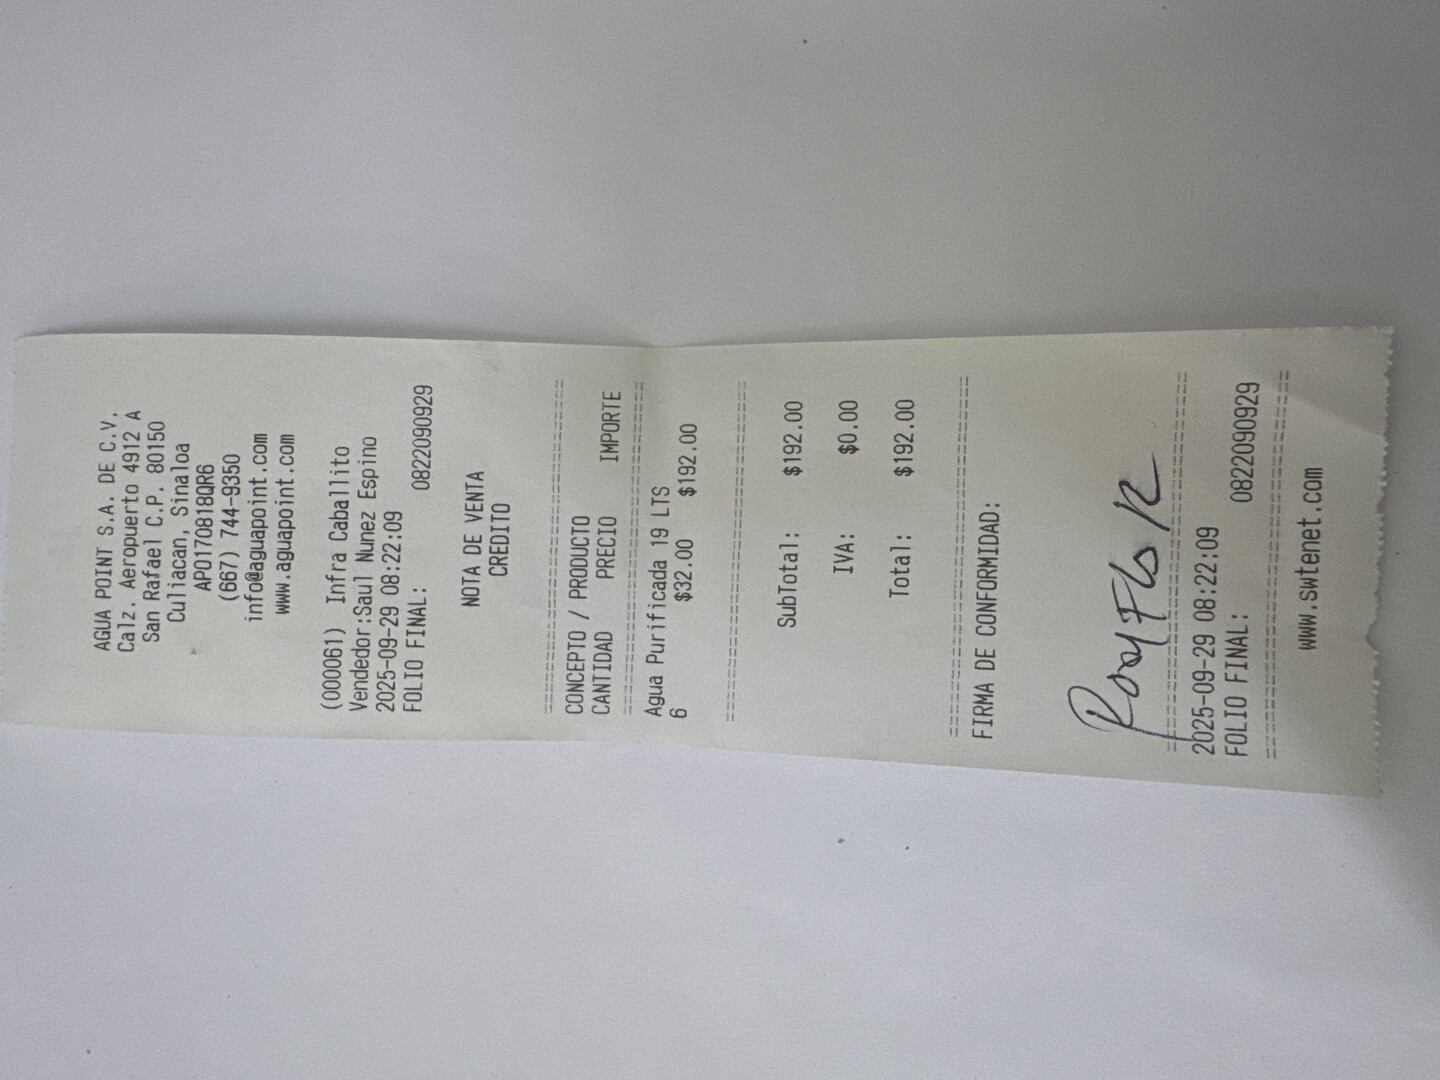 AGUA POINT S.A. DE C.V.
Calz. Aeropuerto 4912 A
San Rafael C.P. 80150
Culiacan, Sinaloa
APO170818QR6
(667) 744-9350
info@aguapoint.com
www.aguapoint.com
(000061) Infra Caballito
Vendedor:Saul Nunez Espino
2025-09-29 08:22:09
FOLIO FINAL: 0822090929
NOTA DE VENTA
CREDITO
CONCEPTO / PRODUCTO
CANTIDAD PRECIO IMPORTE
Agua Purificada 19 LTS
6 $32.00 $192.00
SubTotal: $192.00
IVA: $0.00
Total: $192.00
FIRMA DE CONFORMIDAD:
2025-09-29 08:22:09
FOLIO FINAL: 0822090929
www.swtenet.com